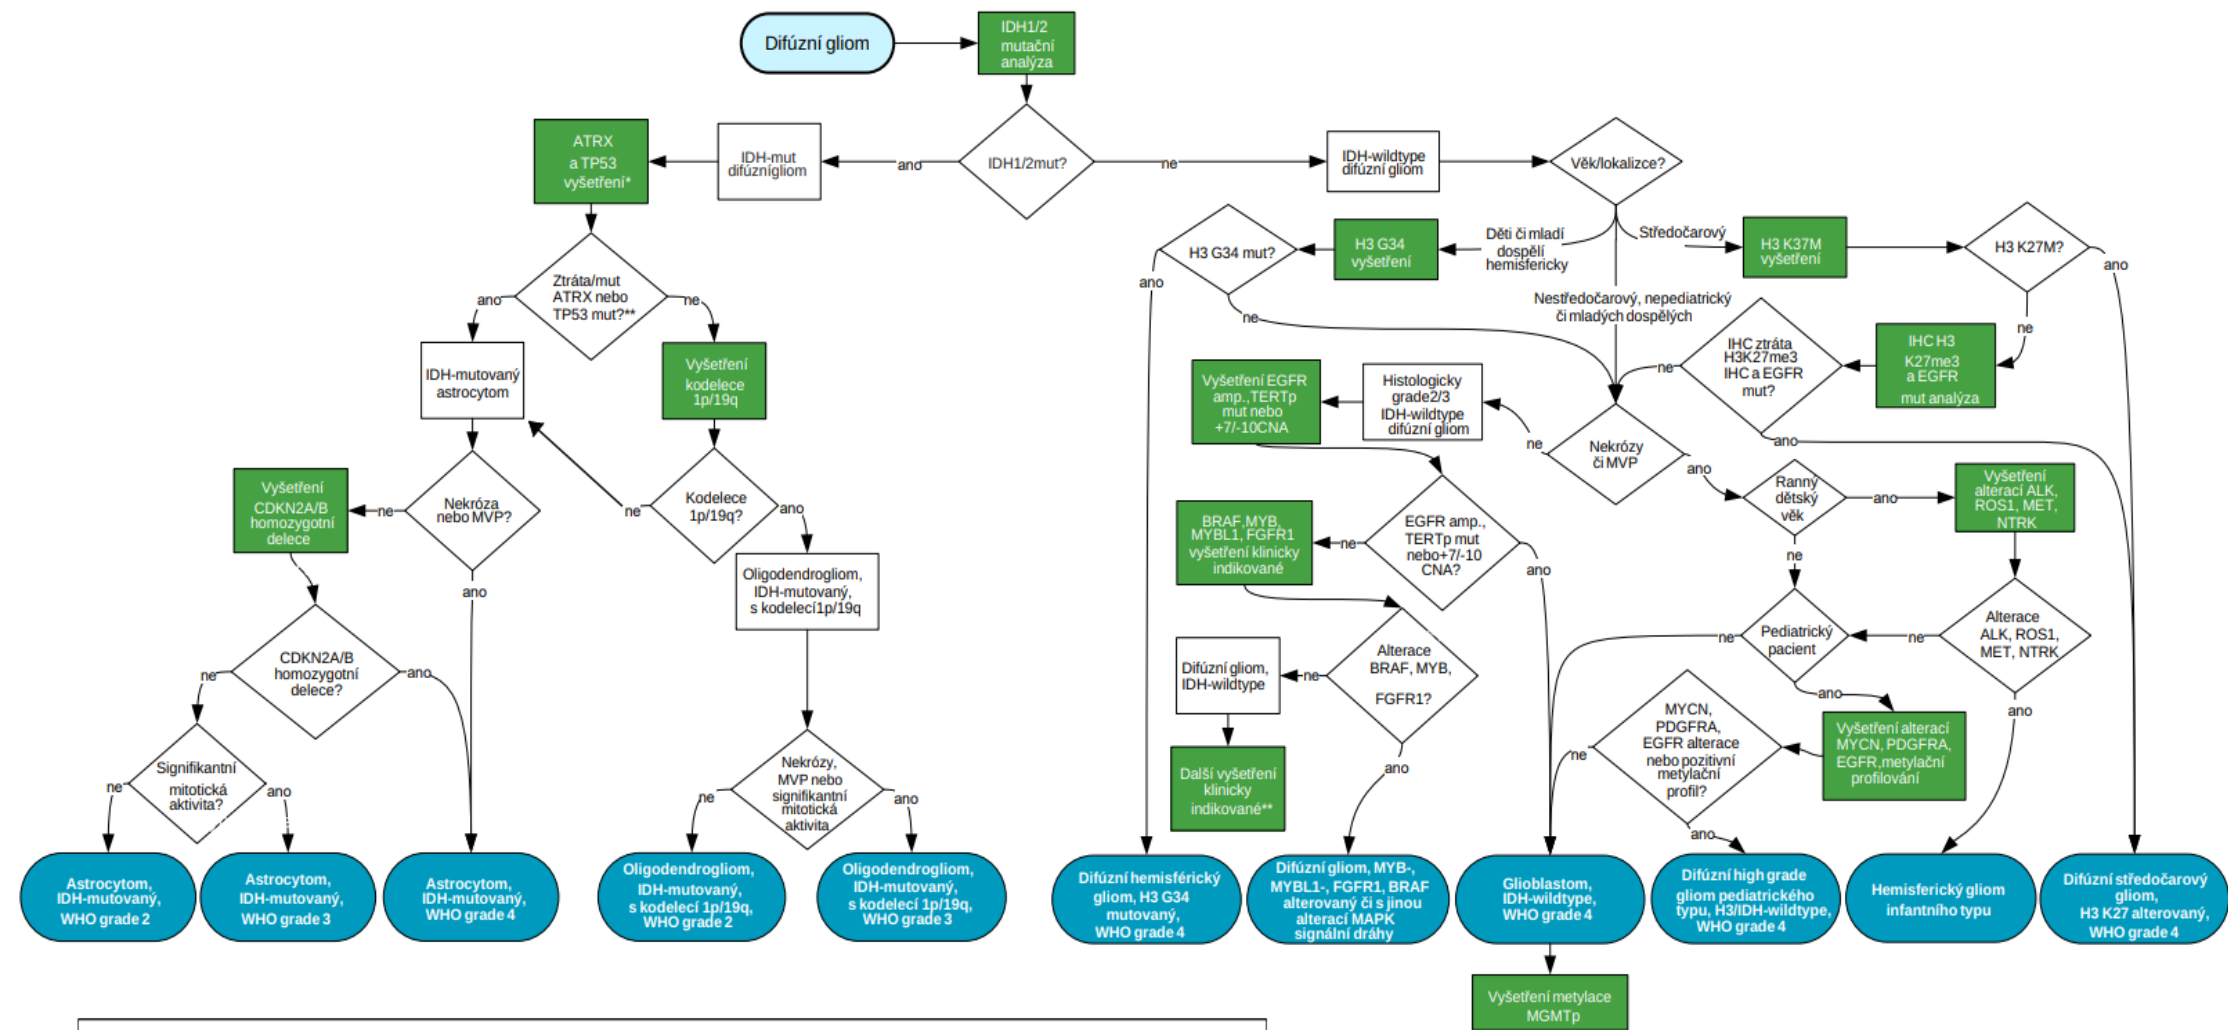 Difúzní gliom
IDH1/2
mutační
analýza
IDH1/2mut?
ano
ne
IDH-mut
difúznígliom
ATRX
a TP53
vyšetření*
IDH-wildtype
difúzní gliom
Věk/lokalizce?
Děti či mladí
dospělí
hemisfericky
Středočarový
Nestředočarový, nepediatrický
či mladých dospělých
H3 G34
vyšetření
H3 G34 mut?
ano
ne
H3 K37M
vyšetření
H3 K27M?
ano
ne
IHC H3
K27me3
a EGFR
mut analýza
IHC ztráta
H3K27me3
IHC a EGFR
mut?
ne
ano
Ztráta/mut
ATRX nebo
TP53 mut?**
ano
ne
IDH-mutovaný
astrocytom
Vyšetření
kodelece
1p/19q
Nekróza
nebo MVP?
ne
ano
Kodelece
1p/19q?
ne
ano
Vyšetření
CDKN2A/B
homozygotní
delece
CDKN2A/B
homozygotní
delece?
ne
ano
Signifikantní
mitotická
aktivita?
ne
ano
Oligodendrogliom,
IDH-mutovaný,
s kodelecí1p/19q
Nekrózy,
MVP nebo
signifikantní
mitotická
aktivita
ne
ano
Nekrózy
či MVP
ne
ano
Histologicky
grade2/3
IDH-wildtype
difúzní gliom
Vyšetření EGFR
amp.,TERTp
mut nebo
+7/-10CNA
EGFR amp.,
TERTp mut
nebo+7/-10
CNA?
ne
ano
BRAF,MYB,
MYBL1, FGFR1
vyšetření klinicky
indikované
Alterace
BRAF, MYB,
FGFR1?
ne
ano
Difúzní gliom,
IDH-wildtype
Další vyšetření
klinicky
indikované**
Ranný
dětský
věk
ano
ne
Vyšetření
alterací ALK,
ROS1, MET,
NTRK
Alterace
ALK, ROS1,
MET, NTRK
ne
ano
Pediatrický
pacient
ne
ano
Vyšetření alterací
MYCN, PDGFRA,
EGFR,metylační
profilování
MYCN,
PDGFRA,
EGFR alterace
nebo pozitivní
metylační
profil?
ne
ano
Astrocytom,
IDH-mutovaný,
WHO grade 2
Astrocytom,
IDH-mutovaný,
WHO grade 3
Astrocytom,
IDH-mutovaný,
WHO grade 4
Oligodendrogliom,
IDH-mutovaný,
s kodelecí 1p/19q,
WHO grade 2
Oligodendrogliom,
IDH-mutovaný,
s kodelecí 1p/19q,
WHO grade 3
Difúzní hemisférický
gliom, H3 G34
mutovaný,
WHO grade 4
Difúzní gliom, MYB-,
MYBL1-, FGFR1, BRAF
alterovaný či s jinou
alterací MAPK
signální dráhy
Glioblastom,
IDH-wildtype,
WHO grade 4
Difúzní high grade
gliom pediatrického
typu, H3/IDH-wildtype,
WHO grade 4
Hemisferický gliom
infantního typu
Difúzní středočarový
gliom,
H3 K27 alterovaný,
WHO grade 4
Vyšetření metylace
MGMTp